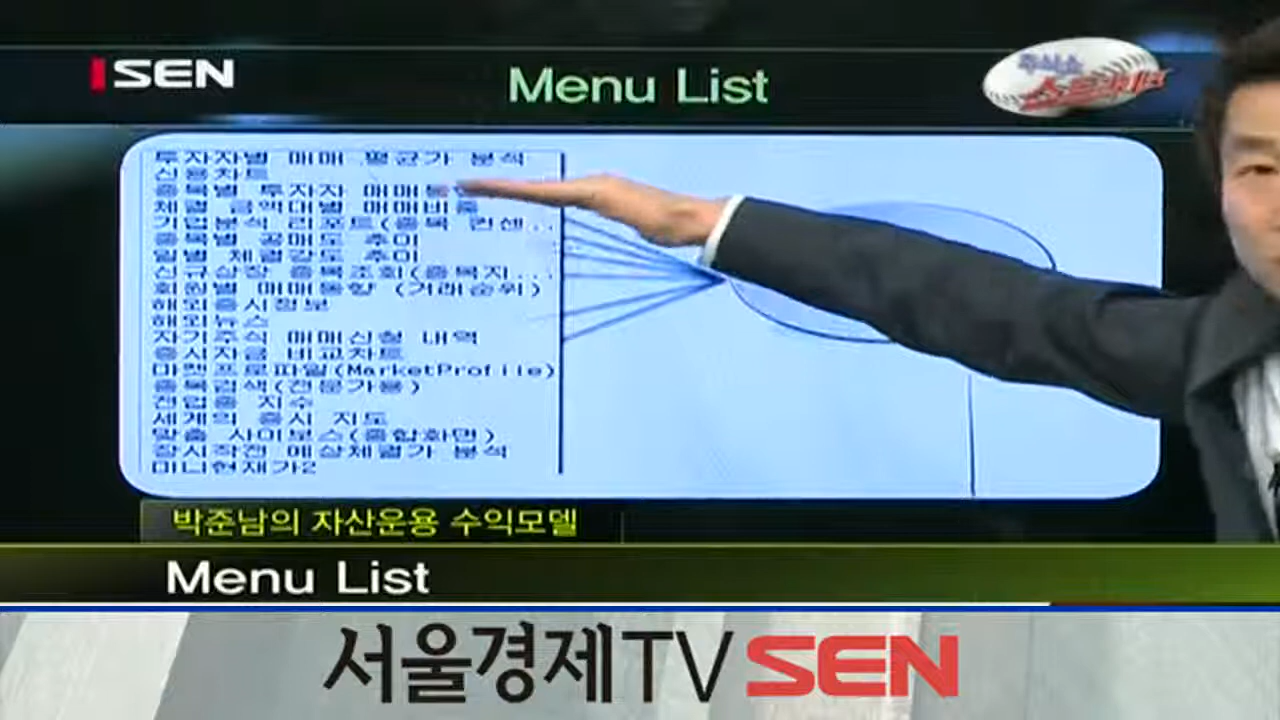 SEN
Menu List
주식쇼
스트라이크
투자자별 매매 평균가 분석
신용차트
종목별 투자자 매매동
체결 금액대별 매매비중
기업분석 리포트(종목 컨센...
종목별 공매도 추이
일별 체결강도 추이
신규상장 종목조회(종목지...
회원별 매매동향 (거래순위)
해외증시정보
해외뉴스
자기주식 매매신청 내역
증시자금 비교차트
마켓프로파일(MarketProfile)
종목검색(전문가용)
전업종 지수
세계의 증시 지도
맞춤 사이보스(종합화면)
장시작전 예상체결가 분석
미니현재가2
박준남의 자산운용 수익모델
Menu List
서울경제TV SEN